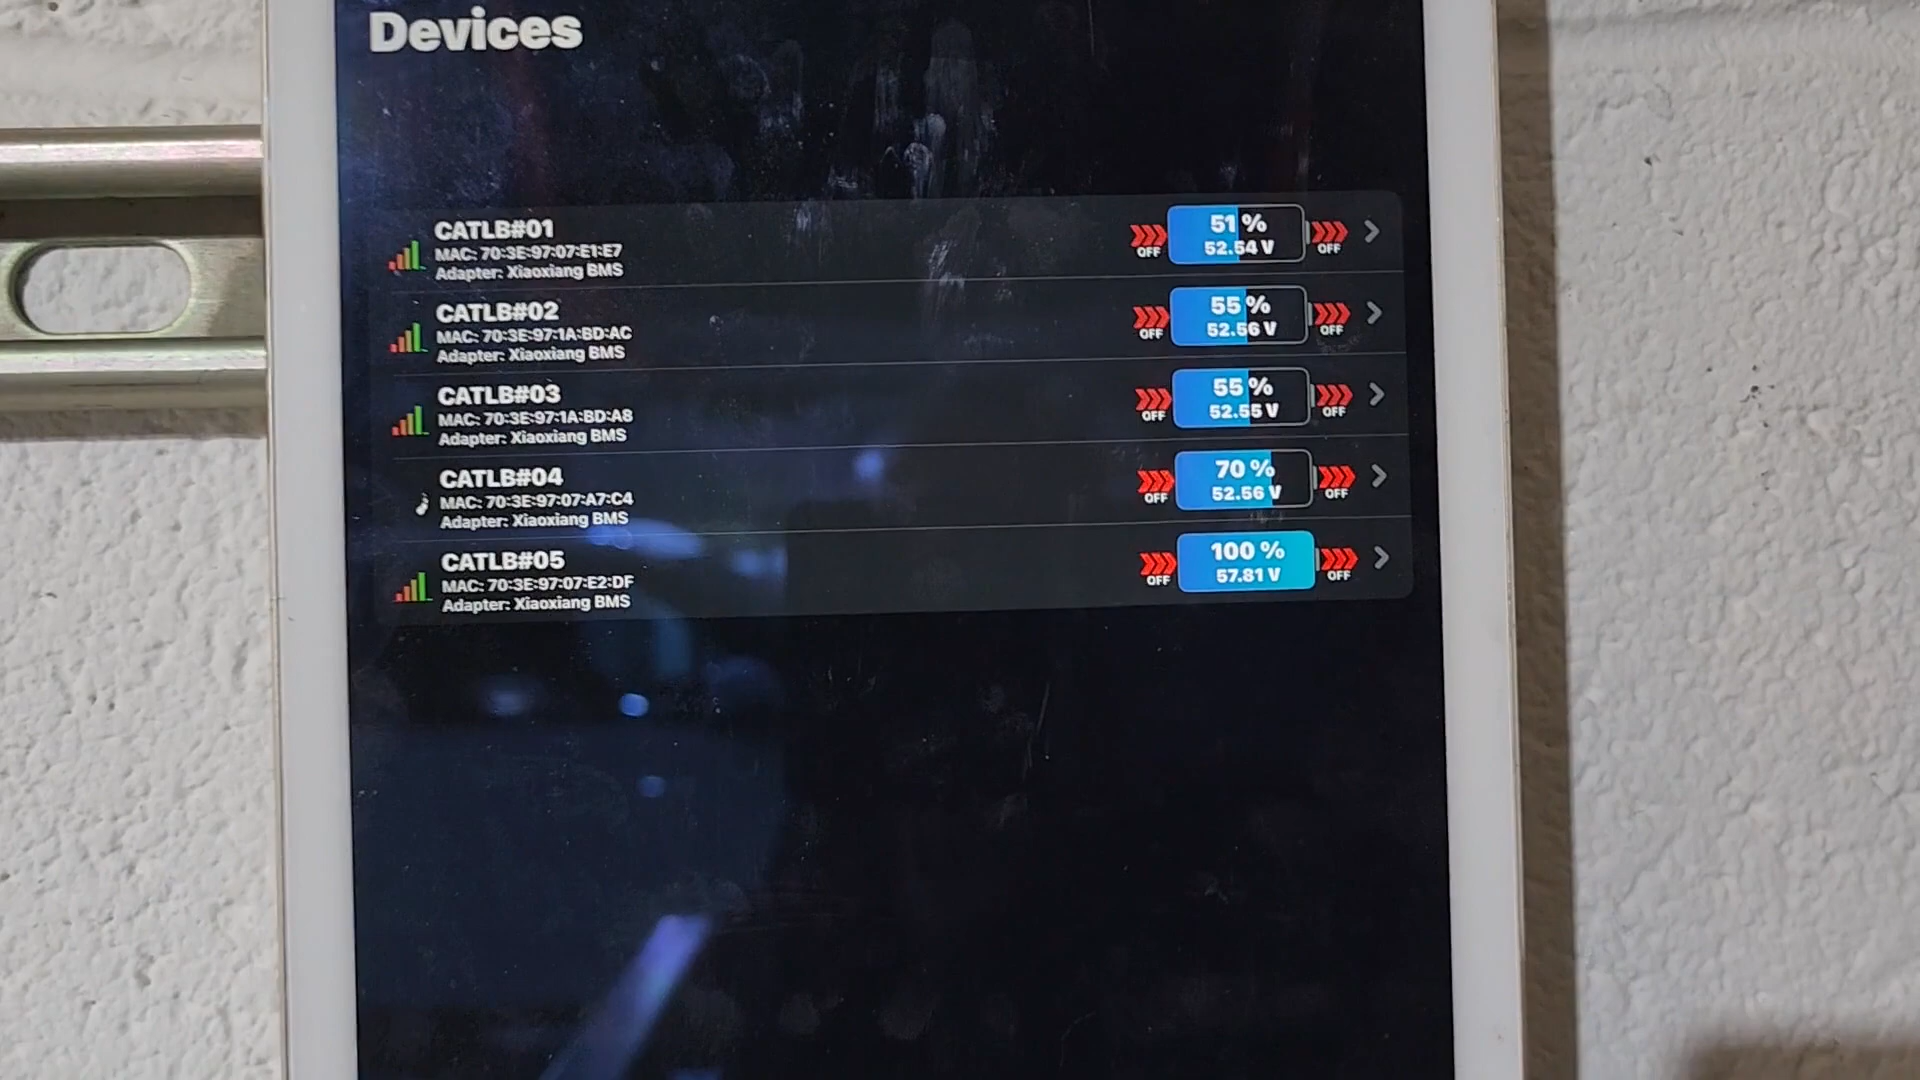 Devices
CATLB#01
MAC: 70:3E:97:07:E1:E7
Adapter: Xiaoxiang BMS
OFF
51 %
52.54 V
OFF
CATLB#02
MAC: 70:3E:97:1A:BD:AC
Adapter: Xiaoxiang BMS
OFF
55 %
52.56 V
OFF
CATLB#03
MAC: 70:3E:97:1A:BD:A8
Adapter: Xiaoxiang BMS
OFF
55 %
52.55 V
OFF
CATLB#04
MAC: 70:3E:97:07:A7:C4
Adapter: Xiaoxiang BMS
OFF
70 %
52.56 V
OFF
CATLB#05
MAC: 70:3E:97:07:E2:DF
Adapter: Xiaoxiang BMS
OFF
100 %
57.81 V
OFF